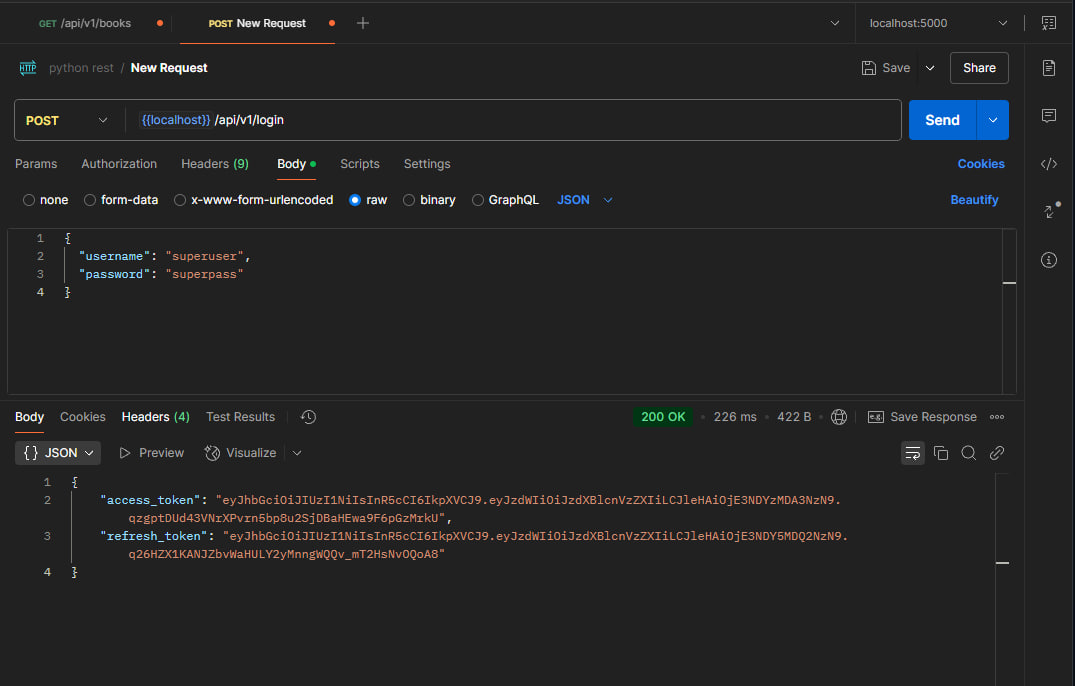 GET /api/v1/books
POST New Request
localhost:5000
HTTP python rest / New Request
Save
Share
POST
{{localhost}} /api/v1/login
Send
Params Authorization Headers (9) Body Scripts Settings
Cookies
none form-data x-www-form-urlencoded raw binary GraphQL JSON
Beautify
1 {
2 "username": "superuser",
3 "password": "superpass"
4 }
Body Cookies Headers (4) Test Results
200 OK • 226 ms • 422 B •
e.g. Save Response
{} JSON Preview Visualize
1 {
2 "access_token": "eyJhbGciOiJIUzI1NiIsInR5cCI6IkpXVCJ9.eyJzdWIiOiJzdXBlcnVzZXIiLCJleHAiOjE3NDYzMDA3NzN9.
qzgptDUd43VNrXPvrn5bp8u2SjDBaHEwa9F6pGzMrkU",
3 "refresh_token": "eyJhbGciOiJIUzI1NiIsInR5cCI6IkpXVCJ9.eyJzdWIiOiJzdXBlcnVzZXIiLCJleHAiOjE3NDY5MDQ2NzN9.
q26HZX1KANJZbvWaHULY2yMnngWQQv_mT2HsNvOQoA8"
4 }